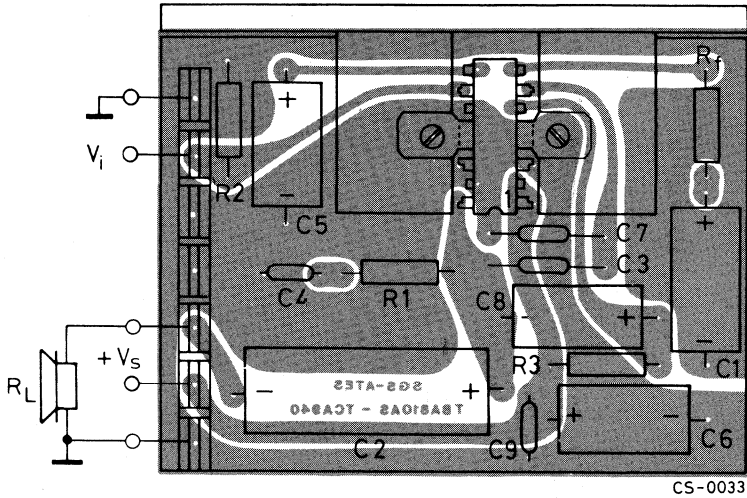 Rf
+
Vi
R2
C5
−
1
+
C7
C4
R1
C3
C8
−
+
+VS
RL
−
SGS-ATES
TBA810AS - TCA940
+
R3
−
C1
+
−
C2
C9
C6
CS-0033